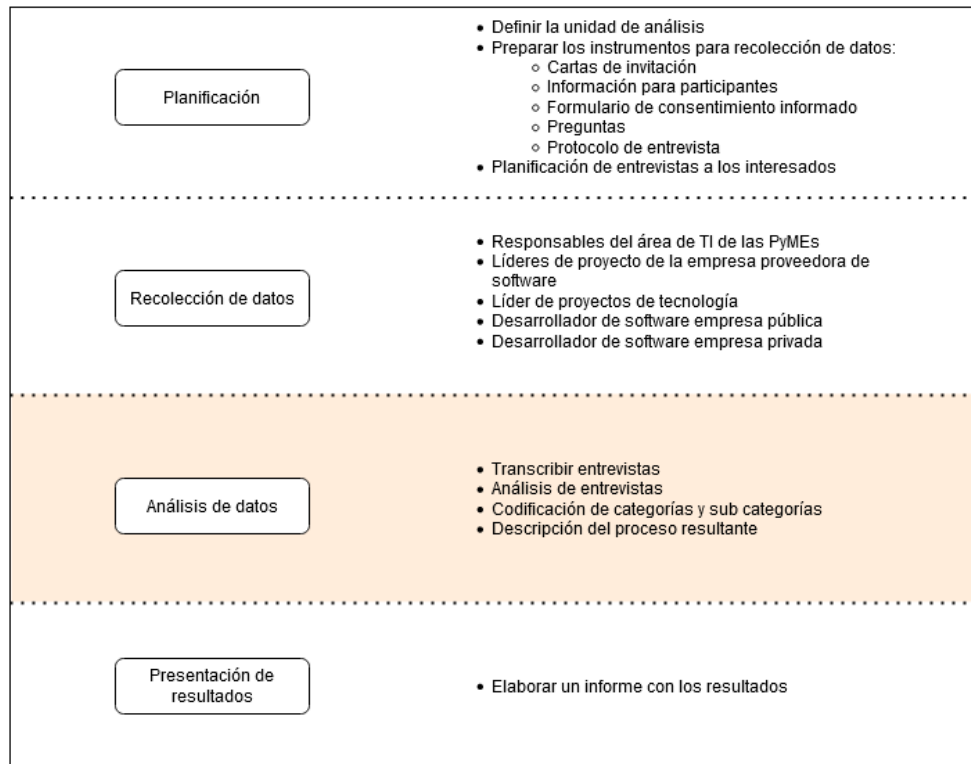 Planificación
• Definir la unidad de análisis
• Preparar los instrumentos para recolección de datos:
○ Cartas de invitación
○ Información para participantes
○ Formulario de consentimiento informado
○ Preguntas
○ Protocolo de entrevista
• Planificación de entrevistas a los interesados
Recolección de datos
• Responsables del área de TI de las PyMEs
• Líderes de proyecto de la empresa proveedora de
software
• Líder de proyectos de tecnología
• Desarrollador de software empresa pública
• Desarrollador de software empresa privada
Análisis de datos
• Transcribir entrevistas
• Análisis de entrevistas
• Codificación de categorías y sub categorías
• Descripción del proceso resultante
Presentación de
resultados
• Elaborar un informe con los resultados